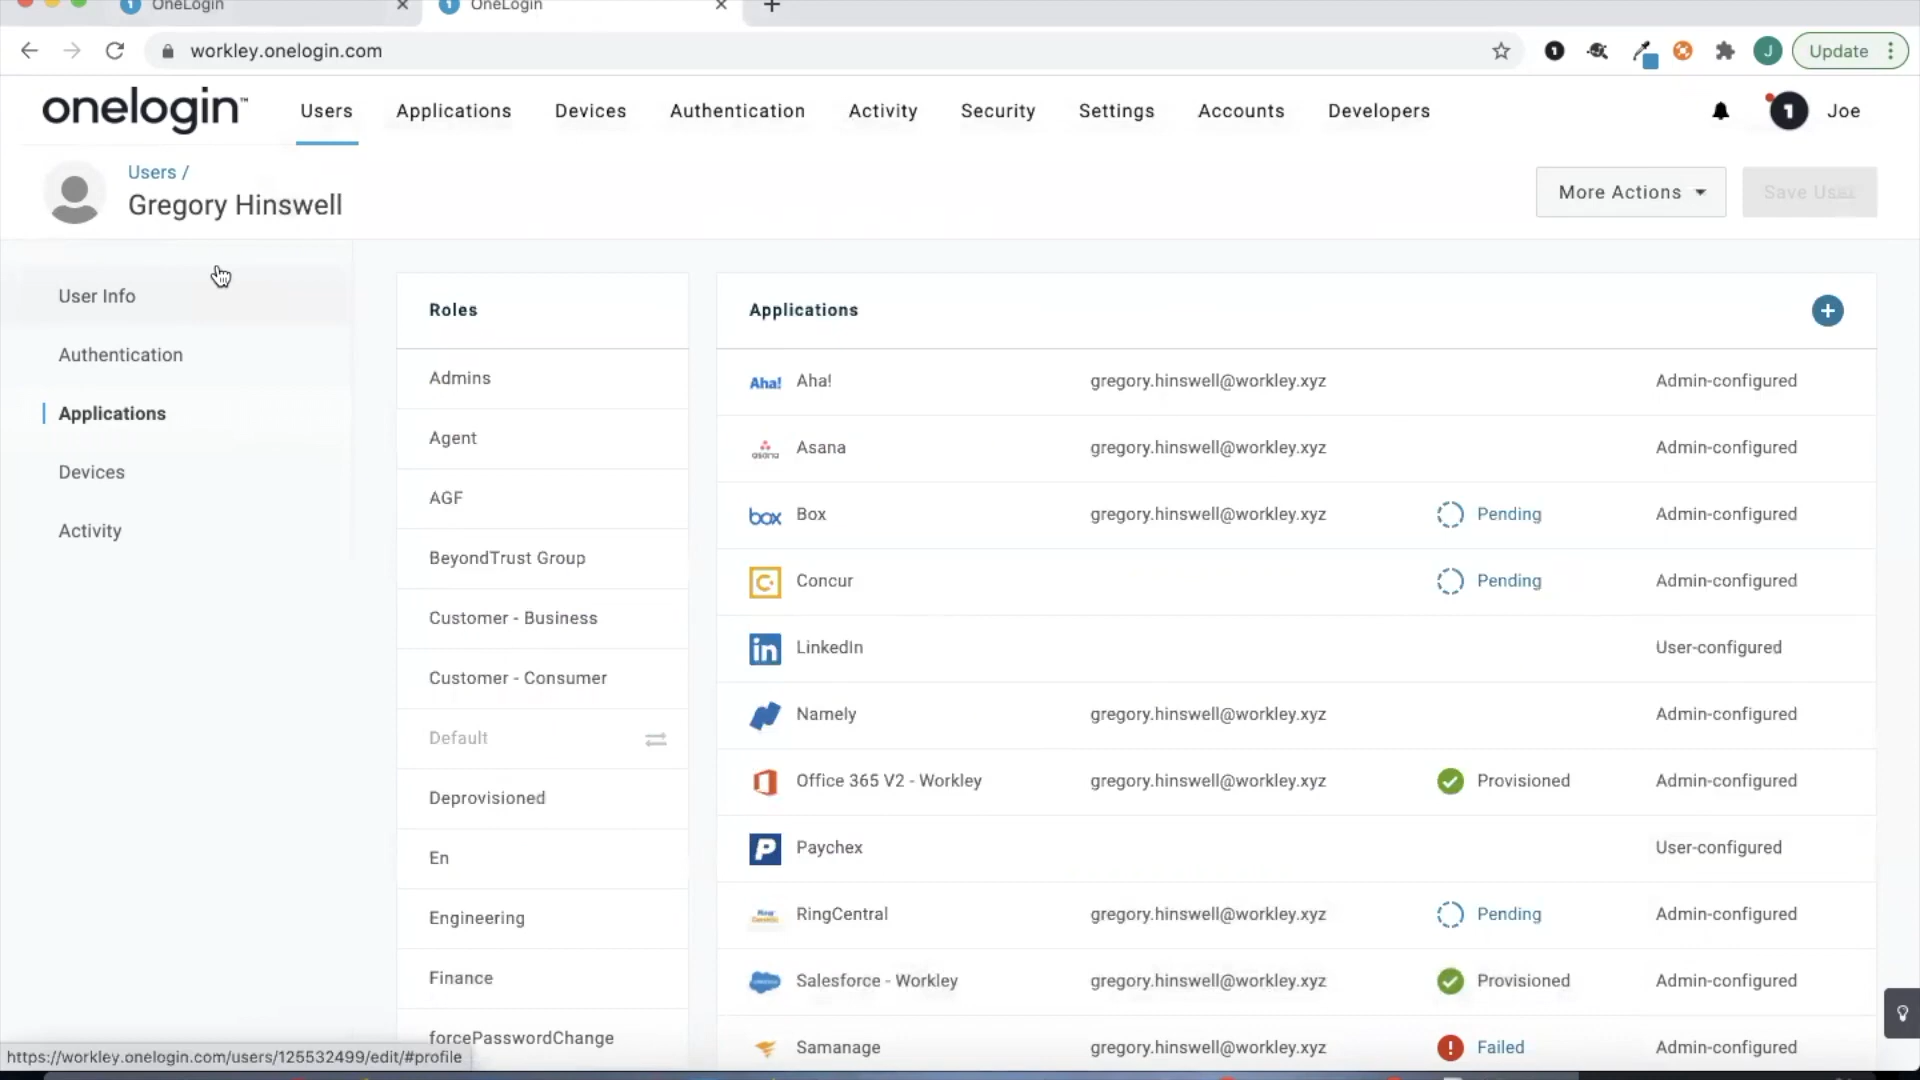 OneLogin
OneLogin
workley.onelogin.com
J
Update
onelogin™
Users
Applications
Devices
Authentication
Activity
Security
Settings
Accounts
Developers
1
Joe
Users /
Gregory Hinswell
More Actions
Save User
User Info
Authentication
Applications
Devices
Activity
Roles
Admins
Agent
AGF
BeyondTrust Group
Customer - Business
Customer - Consumer
Default
Deprovisioned
En
Engineering
Finance
forcePasswordChange
Applications
Aha! Aha! gregory.hinswell@workley.xyz Admin-configured
asana Asana gregory.hinswell@workley.xyz Admin-configured
box Box gregory.hinswell@workley.xyz Pending Admin-configured
Concur Pending Admin-configured
in LinkedIn User-configured
Namely gregory.hinswell@workley.xyz Admin-configured
Office 365 V2 - Workley gregory.hinswell@workley.xyz Provisioned Admin-configured
P Paychex User-configured
RingCentral gregory.hinswell@workley.xyz Pending Admin-configured
Salesforce - Workley gregory.hinswell@workley.xyz Provisioned Admin-configured
Samanage gregory.hinswell@workley.xyz Failed Admin-configured
https://workley.onelogin.com/users/125532499/edit/#profile